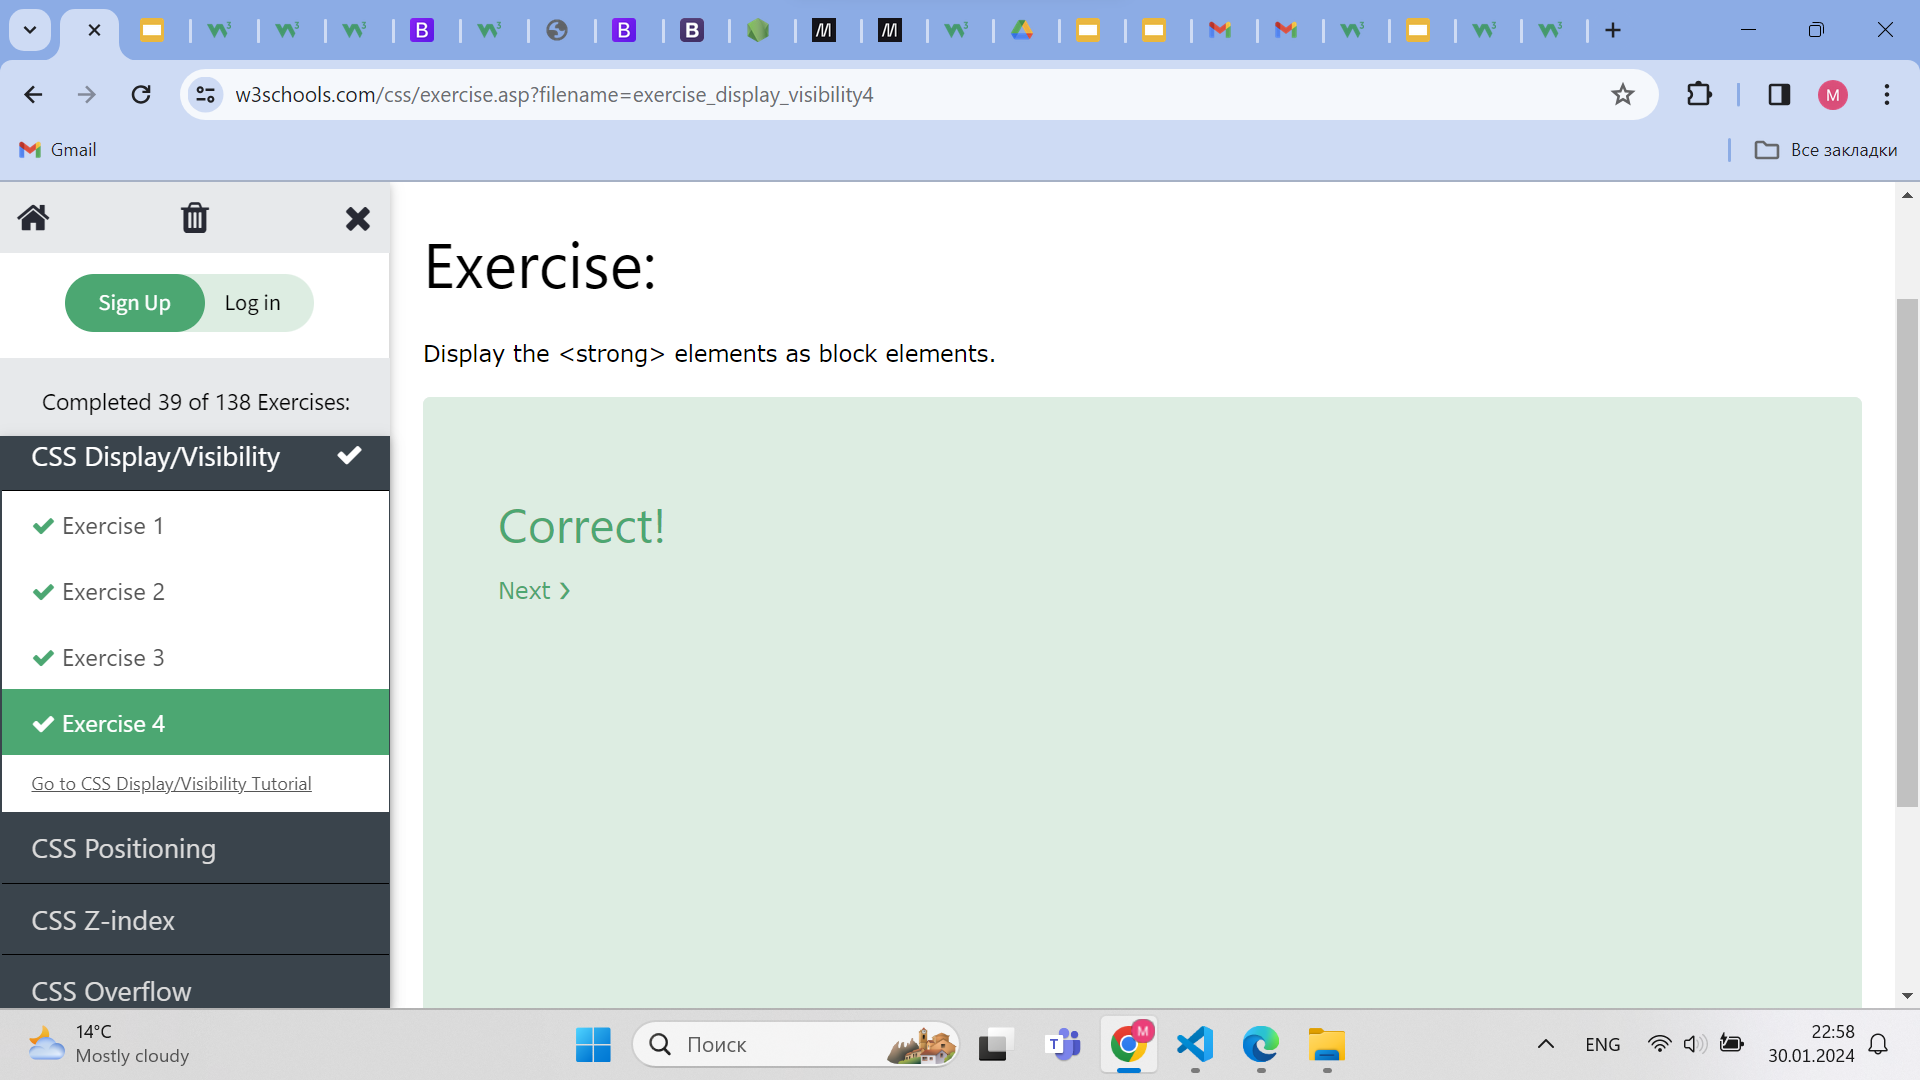 w3schools.com/css/exercise.asp?filename=exercise_display_visibility4
M
Gmail
Все закладки
Sign Up
Log in
Completed 39 of 138 Exercises:
CSS Display/Visibility
Exercise 1
Exercise 2
Exercise 3
Exercise 4
Go to CSS Display/Visibility Tutorial
CSS Positioning
CSS Z-index
CSS Overflow
Exercise:
Display the <strong> elements as block elements.
Correct!
Next ❯
14°C
Mostly cloudy
Поиск
ENG
22:58
30.01.2024